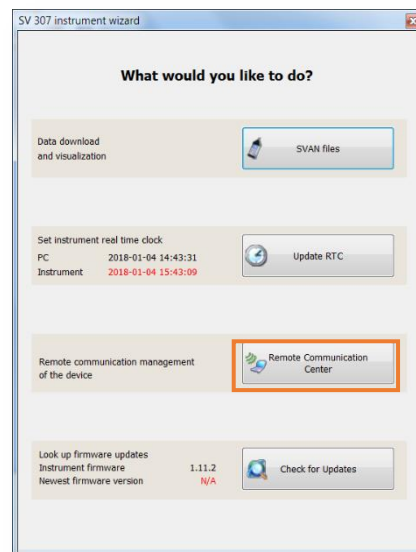 SV 307 instrument wizard
What would you like to do?
Data download
and visualization
SVAN files
Set instrument real time clock
PC 2018-01-04 14:43:31
Instrument 2018-01-04 15:43:09
Update RTC
Remote communication management
of the device
Remote Communication
Center
Look up firmware updates
Instrument firmware 1.11.2
Newest firmware version N/A
Check for Updates